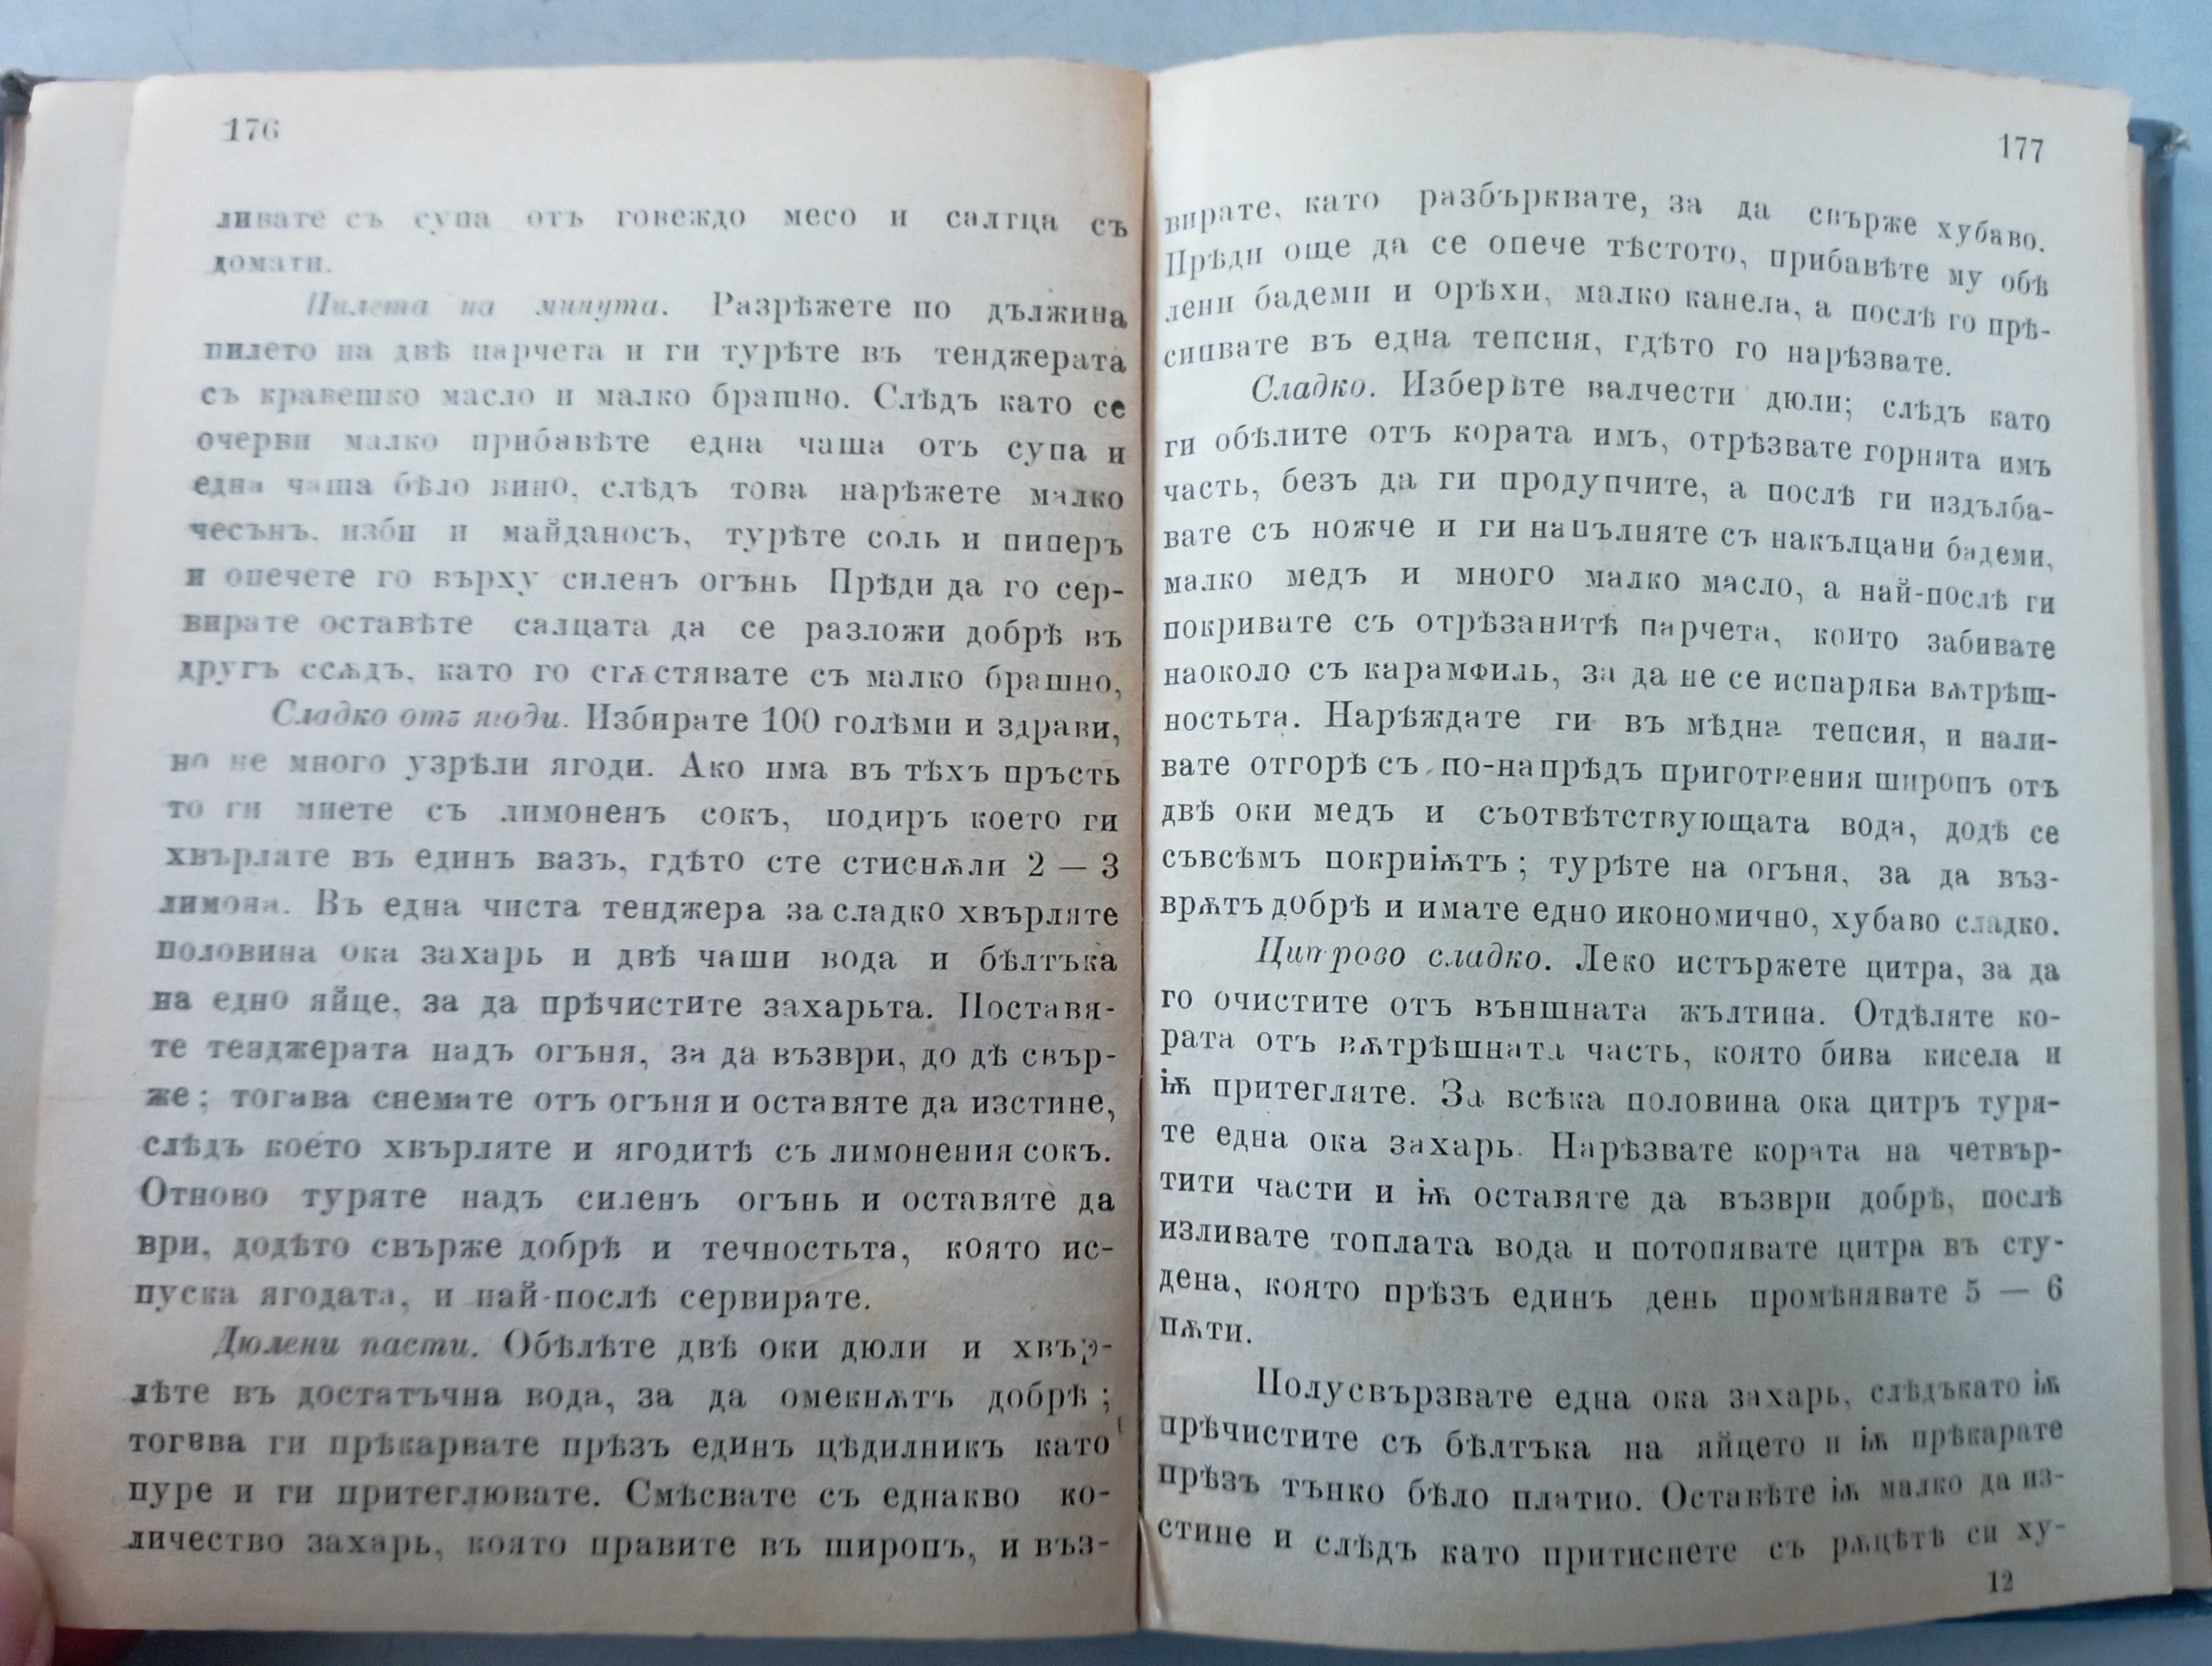 176
ливате съ супа отъ говеждо месо и салтца съ
домати.
Пилета на минута. Разрѣжете по дължина
пилето на двѣ парчета и ги турѣте въ тенджерата
съ кравешко масло и малко брашно. Слѣдъ като се
очерви малко прибавѣте една чаша отъ супа и
една чаша бѣло вино, слѣдъ това нарѣжете малко
чесънъ, изби и майданосъ, турѣте соль и пиперъ
и опечете го върху силенъ огънь Прѣди да го сер-
вирате оставѣте салцата да се разложи добрѣ въ
другъ ссѫдъ, като го сгѫстявате съ малко брашно,
Сладко отъ ягоди. Избирате 100 голѣми и здрави,
но не много узрѣли ягоди. Ако има въ тѣхъ пръсть
то ги миете съ лимоненъ сокъ, подиръ което ги
хвърляте въ единъ вазъ, гдѣто сте стиснѫли 2 — 3
лимона. Въ една чиста тенджера за сладко хвърляте
половина ока захарь и двѣ чаши вода и бѣлтъка
на едно яйце, за да прѣчистите захарьта. Поставя-
те тенджерата надъ огъня, за да възври, до дѣ свър-
же; тогава снемате отъ огъня и оставяте да изстине,
слѣдъ което хвърляте и ягодитѣ съ лимонения сокъ.
Отново туряте надъ силенъ огънь и оставяте да
ври, додѣто свърже добрѣ и течностьта, която ис-
пуска ягодата, и най-послѣ сервирате.
Дюлени пасти. Обѣлѣте двѣ оки дюли и хвър-
лѣте въ достатъчна вода, за да омекнѫтъ добрѣ;
тогава ги прѣкарвате прѣзъ единъ цѣдилникъ като
пуре и ги притеглювате. Смѣсвате съ еднакво ко-
личество захарь, която правите въ широпъ, и въз-
177
вирате, като разбърквате, за да свърже хубаво.
Прѣди още да се опече тѣстото, прибавѣте му обѣ
лени бадеми и орѣхи, малко канела, а послѣ го прѣ-
сипвате въ една тепсия, гдѣто го нарѣзвате.
Сладко. Изберѣте валчести дюли; слѣдъ като
ги обѣлите отъ кората имъ, отрѣзвате горнята имъ
часть, безъ да ги продупчите, а послѣ ги издълба-
вате съ ножче и ги напълняте съ накълцани бадеми,
малко медъ и много малко масло, а най-послѣ ги
покривате съ отрѣзанитѣ парчета, които забивате
наоколо съ карамфиль, за да не се испарява вѫтрѣш-
ностьта. Нарѣждате ги въ мѣдна тепсия, и нали-
вате отгорѣ съ по-напрѣдъ приготвения широпъ отъ
двѣ оки медъ и съответствующата вода, додѣ се
съвсѣмъ покриѭтъ; турѣте на огъня, за да въз-
врѫтъ добрѣ и имате едно икономично, хубаво сладко.
Ципрово сладко. Леко истържете цитра, за да
го очистите отъ външната жълтина. Отдѣляте ко-
рата отъ вѫтрѣшната часть, която бива кисела и
ѭ притегляте. За всѣка половина ока цитръ туря-
те една ока захарь. Нарѣзвате кората на четвър-
тити части и ѭ оставяте да възври добрѣ, послѣ
изливате топлата вода и потопявате цитра въ сту-
дена, която прѣзъ единъ день промѣнявате 5 — 6
пѫти.
Полусвързвате една ока захарь, слѣдъкато ѭ
прѣчистите съ бѣлтъка на яйцето и ѭ прѣкарате
прѣзъ тънко бѣло платно. Оставѣте ѭ малко да из-
стине и слѣдъ като притиснете съ рѫцѣтѣ си ху-
12